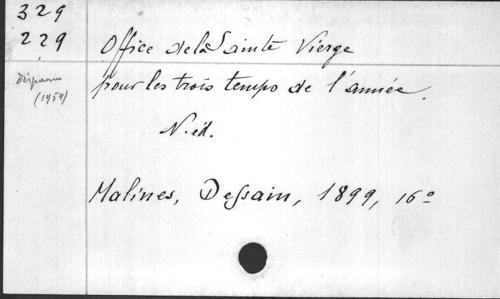 329
229
Office de la Sainte Vierge
pour les trois temps de l'année.
disparu
(1954)
N. éd.
Malines, Dessain, 1899, 16º